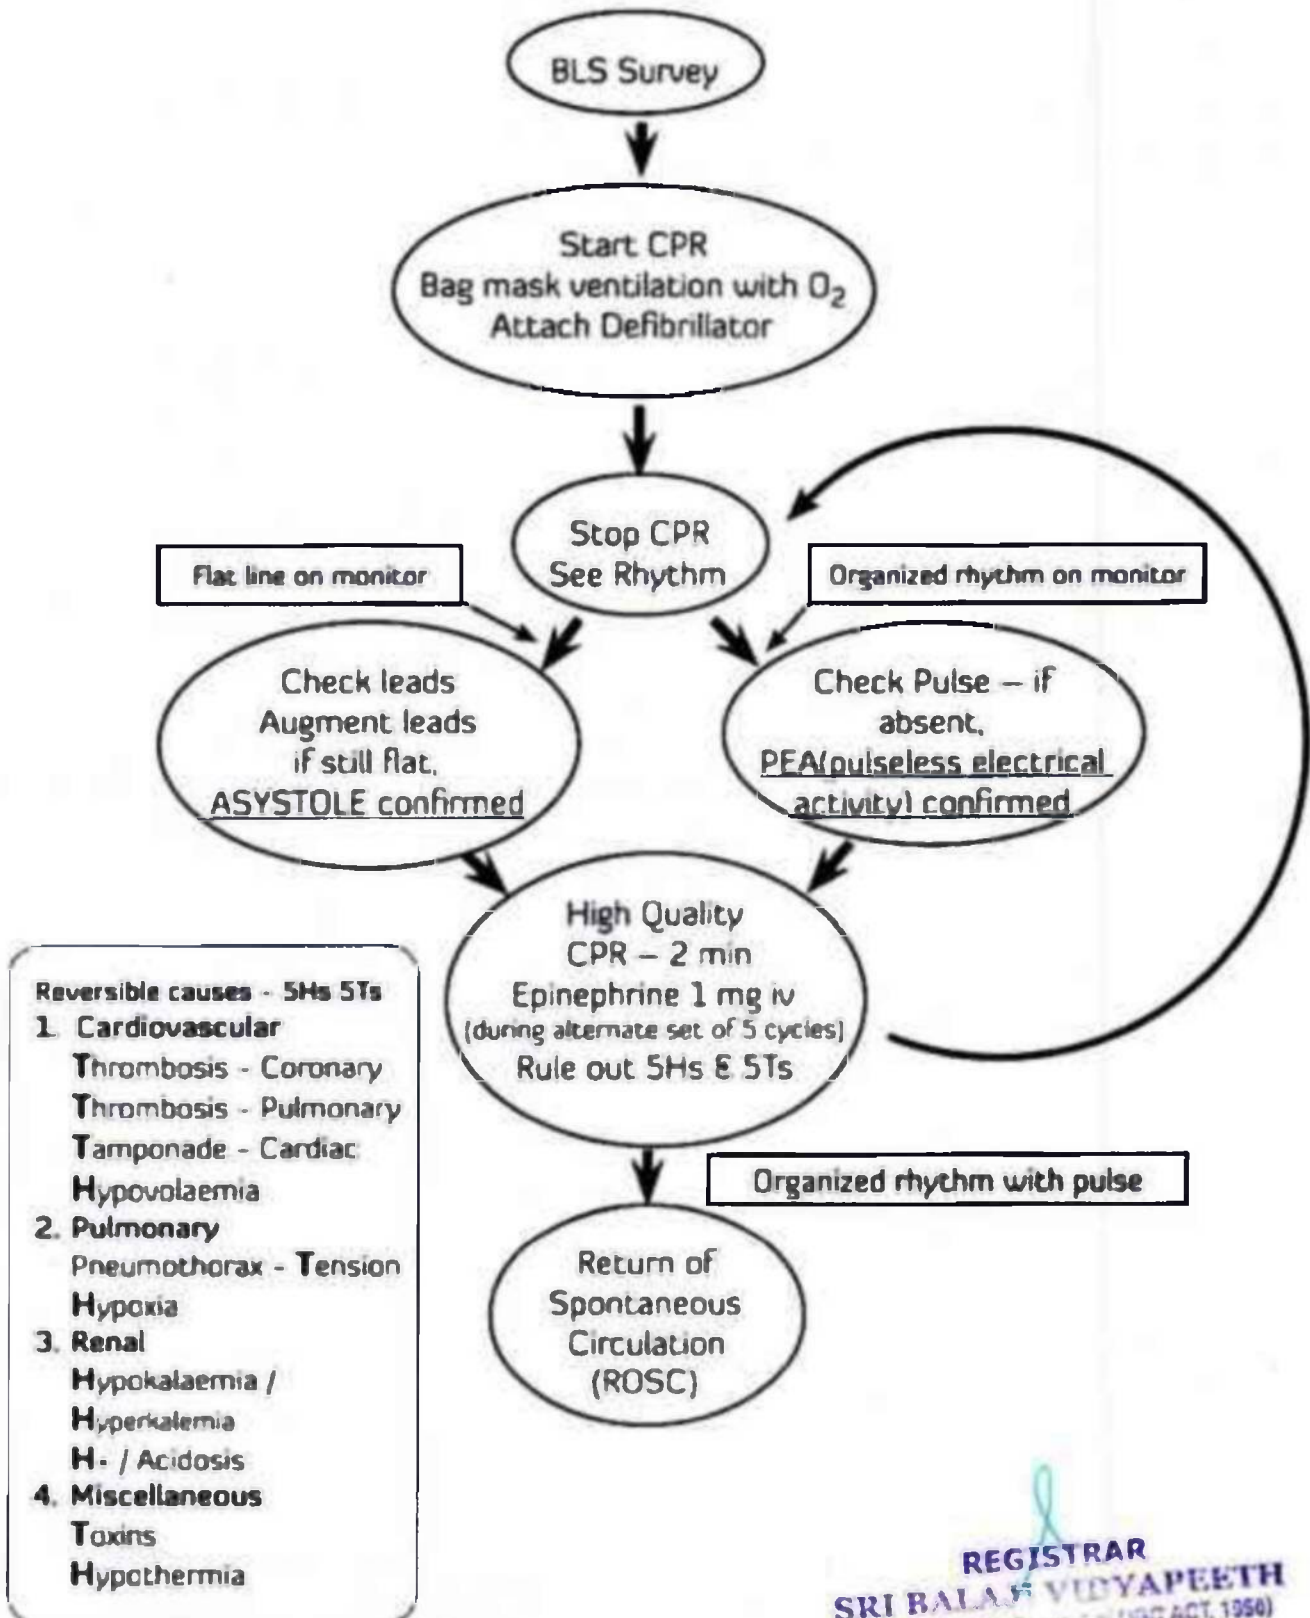 BLS Survey
Start CPR
Bag mask ventilation with O₂
Attach Defibrillator
Stop CPR
See Rhythm
Flat line on monitor
Organized rhythm on monitor
Check leads
Augment leads
if still flat,
ASYSTOLE confirmed
Check Pulse – if
absent,
PEA(pulseless electrical
activity) confirmed
High Quality
CPR – 2 min
Epinephrine 1 mg iv
(during alternate set of 5 cycles)
Rule out 5Hs & 5Ts
Organized rhythm with pulse
Return of
Spontaneous
Circulation
(ROSC)
Reversible causes - 5Hs 5Ts
1. Cardiovascular
Thrombosis - Coronary
Thrombosis - Pulmonary
Tamponade - Cardiac
Hypovolaemia
2. Pulmonary
Pneumothorax - Tension
Hypoxia
3. Renal
Hypokalaemia /
Hyperkalemia
H- / Acidosis
4. Miscellaneous
Toxins
Hypothermia
REGISTRAR
SRI BALAJI VIDYAPEETH
ACT, 1956)